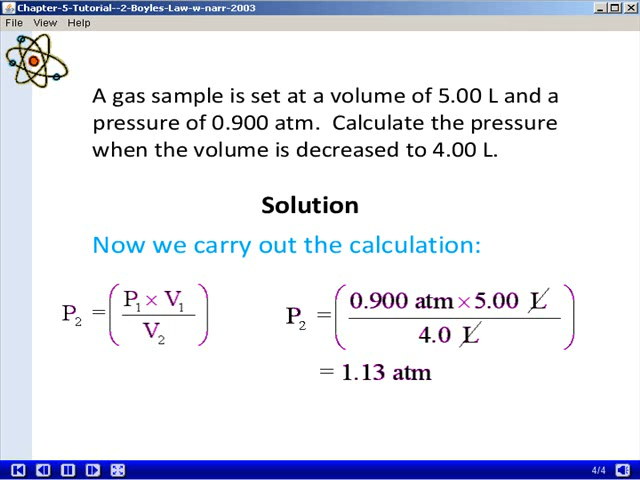 Chapter-5-Tutorial--2-Boyles-Law-w-narr-2003
File View Help
A gas sample is set at a volume of 5.00 L and a
pressure of 0.900 atm. Calculate the pressure
when the volume is decreased to 4.00 L.
Solution
Now we carry out the calculation:
P₂ = (P₁ × V₁ / V₂)
P₂ = (0.900 atm × 5.00 L / 4.0 L)
= 1.13 atm
4/4